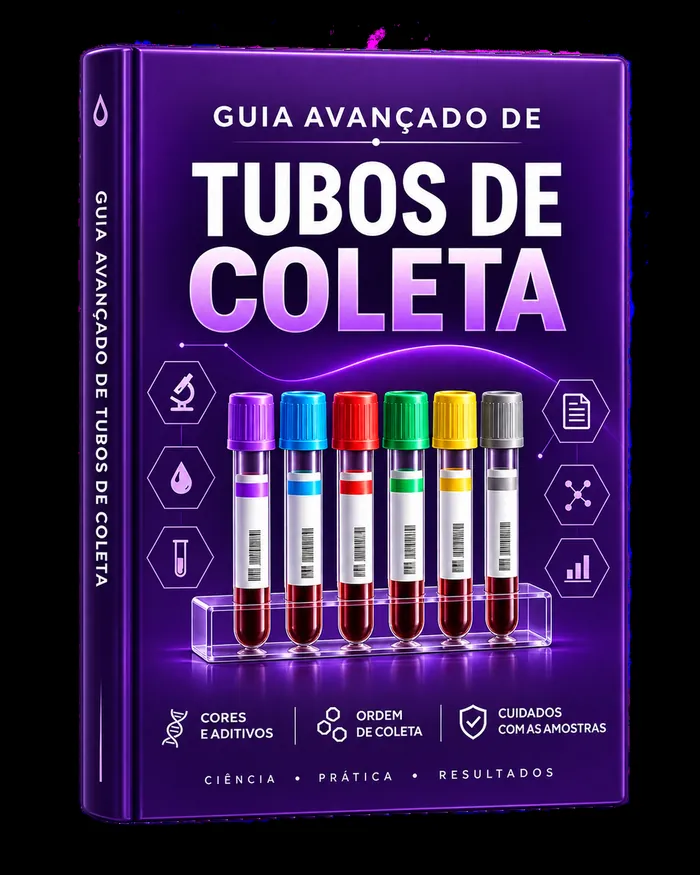 GUIA AVANÇADO DE
TUBOS DE
COLETA
GUIA AVANÇADO DE TUBOS DE COLETA
CORES
E ADITIVOS
ORDEM
DE COLETA
CUIDADOS
COM AS AMOSTRAS
CIÊNCIA • PRÁTICA • RESULTADOS